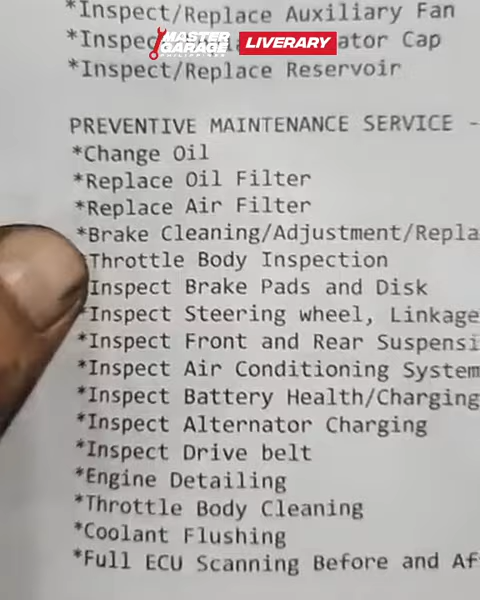 *Inspect/Replace Auxiliary Fan
*Inspec ator Cap
MASTER GARAGE
PHILIPPINES
LIVERARY
*Inspect/Replace Reservoir
PREVENTIVE MAINTENANCE SERVICE -
*Change Oil
*Replace Oil Filter
*Replace Air Filter
*Brake Cleaning/Adjustment/Repla
*Throttle Body Inspection
Inspect Brake Pads and Disk
*Inspect Steering wheel, Linkage
*Inspect Front and Rear Suspensi
*Inspect Air Conditioning System
*Inspect Battery Health/Charging
*Inspect Alternator Charging
*Inspect Drive belt
*Engine Detailing
*Throttle Body Cleaning
*Coolant Flushing
*Full ECU Scanning Before and Af